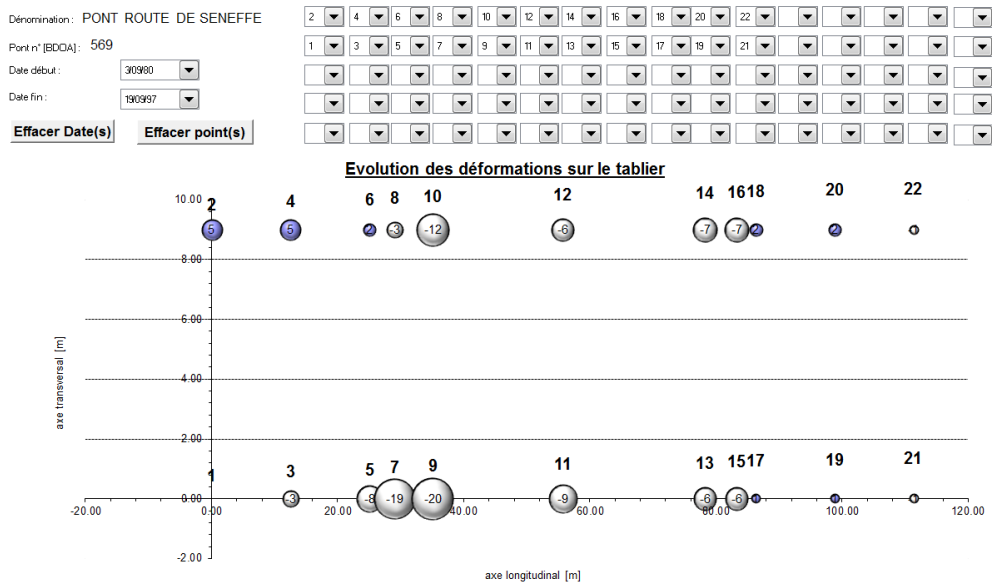 Dénomination : PONT ROUTE DE SENEFFE
2 4 6 8 10 12 14 16 18 20 22
Pont n° [BDOA] : 569
1 3 5 7 9 11 13 15 17 19 21
Date début : 3/09/80
Date fin : 19/09/97
Effacer Date(s) Effacer point(s)
Evolution des déformations sur le tablier
2 4 6 8 10 12 14 16 18 20 22
10.00
5 5 2 -3 -12 -6 -7 -7 2 2
8.00
6.00
axe transversal [m]
4.00
2.00
1 3 5 7 9 11 13 15 17 19 21
0.00 -3 -8 -19 -20 -9 -6 -6
-20.00 0.00 20.00 40.00 60.00 80.00 100.00 120.00
-2.00
axe longitudinal [m]